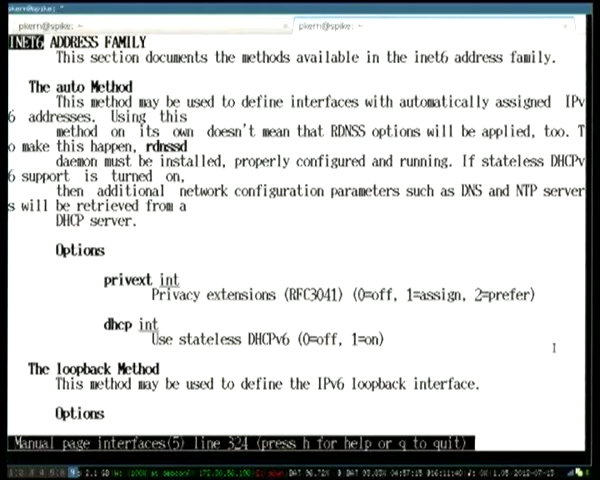 pkern@spike: ~
pkern@spike: ~
INET6 ADDRESS FAMILY
This section documents the methods available in the inet6 address family.
The auto Method
This method may be used to define interfaces with automatically assigned IPv
6 addresses. Using this
method on its own doesn't mean that RDNSS options will be applied, too. T
o make this happen, rdnssd
daemon must be installed, properly configured and running. If stateless DHCPv
6 support is turned on,
then additional network configuration parameters such as DNS and NTP server
s will be retrieved from a
DHCP server.
Options
privext int
Privacy extensions (RFC3041) (0=off, 1=assign, 2=prefer)
dhcp int
Use stateless DHCPv6 (0=off, 1=on)
The loopback Method
This method may be used to define the IPv6 loopback interface.
Options
Manual page interfaces(5) line 324 (press h for help or q to quit)